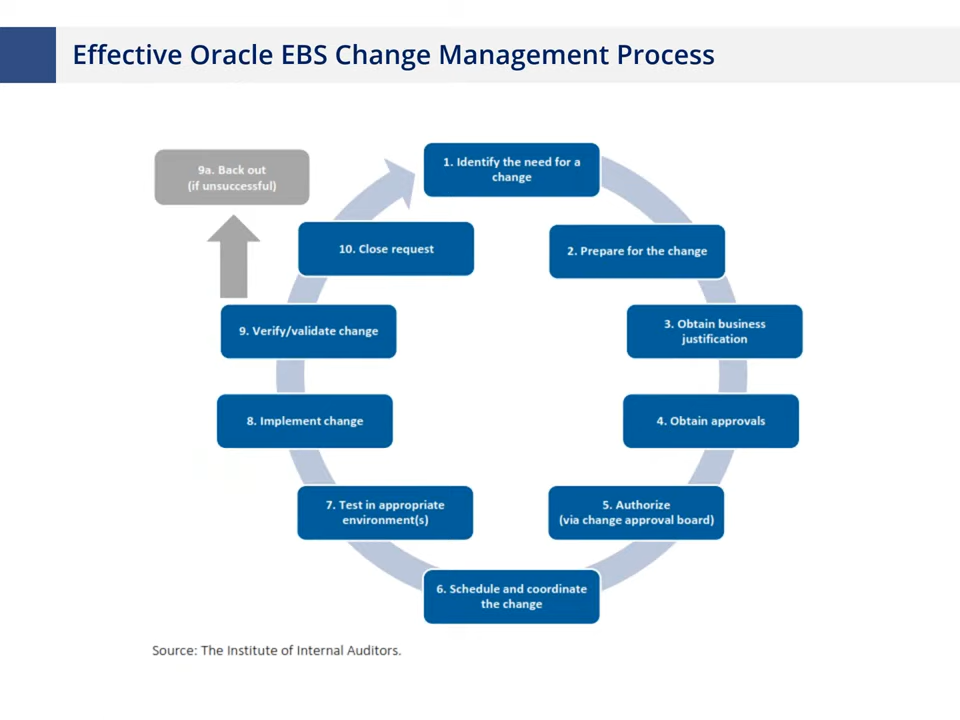 Effective Oracle EBS Change Management Process
9a. Back out
(if unsuccessful)
1. Identify the need for a
change
10. Close request
2. Prepare for the change
9. Verify/validate change
3. Obtain business
justification
8. Implement change
4. Obtain approvals
7. Test in appropriate
environment(s)
5. Authorize
(via change approval board)
6. Schedule and coordinate
the change
Source: The Institute of Internal Auditors.